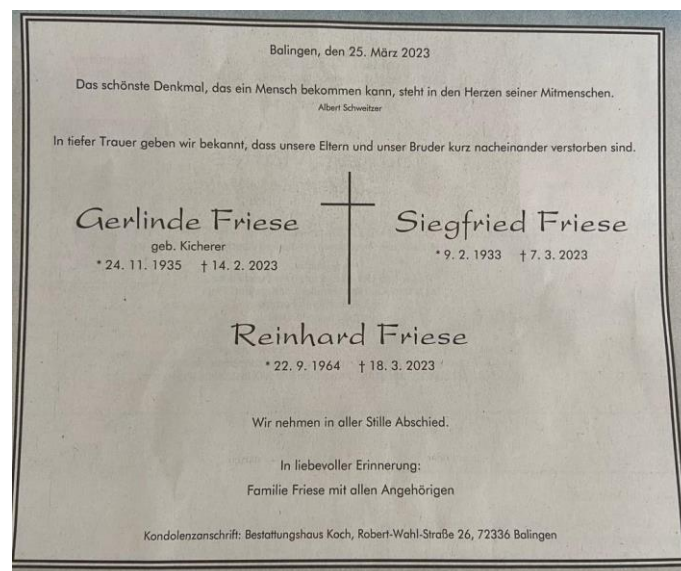 Balingen, den 25. März 2023
Das schönste Denkmal, das ein Mensch bekommen kann, steht in den Herzen seiner Mitmenschen.
Albert Schweitzer
In tiefer Trauer geben wir bekannt, dass unsere Eltern und unser Bruder kurz nacheinander verstorben sind.
Gerlinde Friese
geb. Kicherer
* 24. 11. 1935 † 14. 2. 2023
Siegfried Friese
* 9. 2. 1933 † 7. 3. 2023
Reinhard Friese
* 22. 9. 1964 † 18. 3. 2023
Wir nehmen in aller Stille Abschied.
In liebevoller Erinnerung:
Familie Friese mit allen Angehörigen
Kondolenzanschrift: Bestattungshaus Koch, Robert-Wahl-Straße 26, 72336 Balingen